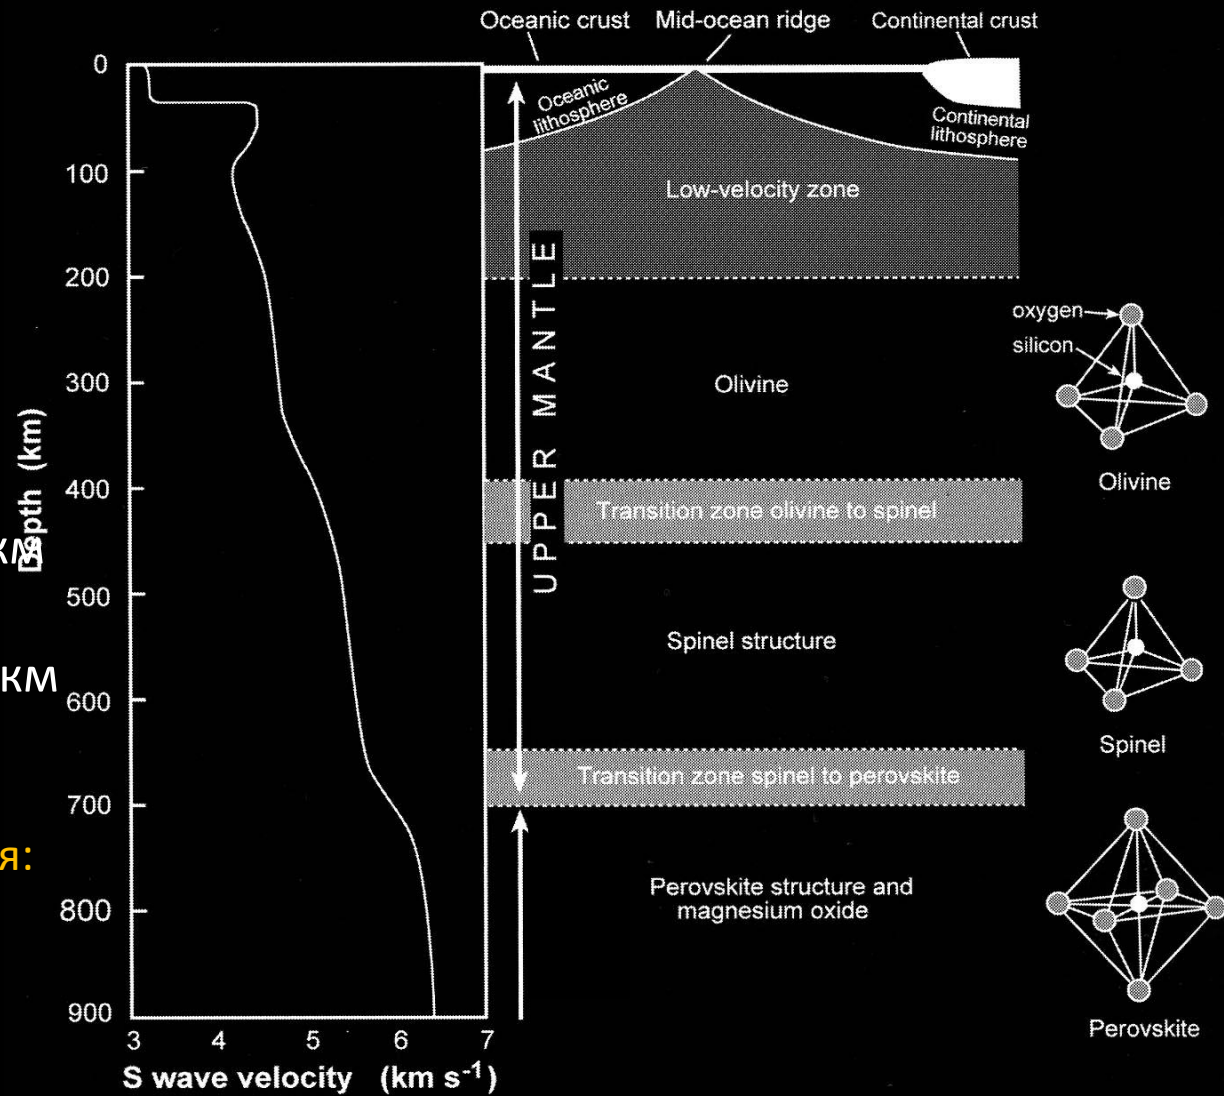 Oceanic crust
Mid-ocean ridge
Continental crust
0
100
200
300
400
500
600
700
800
900
Depth (km)
км
км
я:
3
4
5
6
7
S wave velocity (km s-1)
Oceanic
lithosphere
Continental
lithosphere
Low-velocity zone
UPPER MANTLE
Olivine
Transition zone olivine to spinel
Spinel structure
Transition zone spinel to perovskite
Perovskite structure and
magnesium oxide
oxygen
silicon
Olivine
Spinel
Perovskite